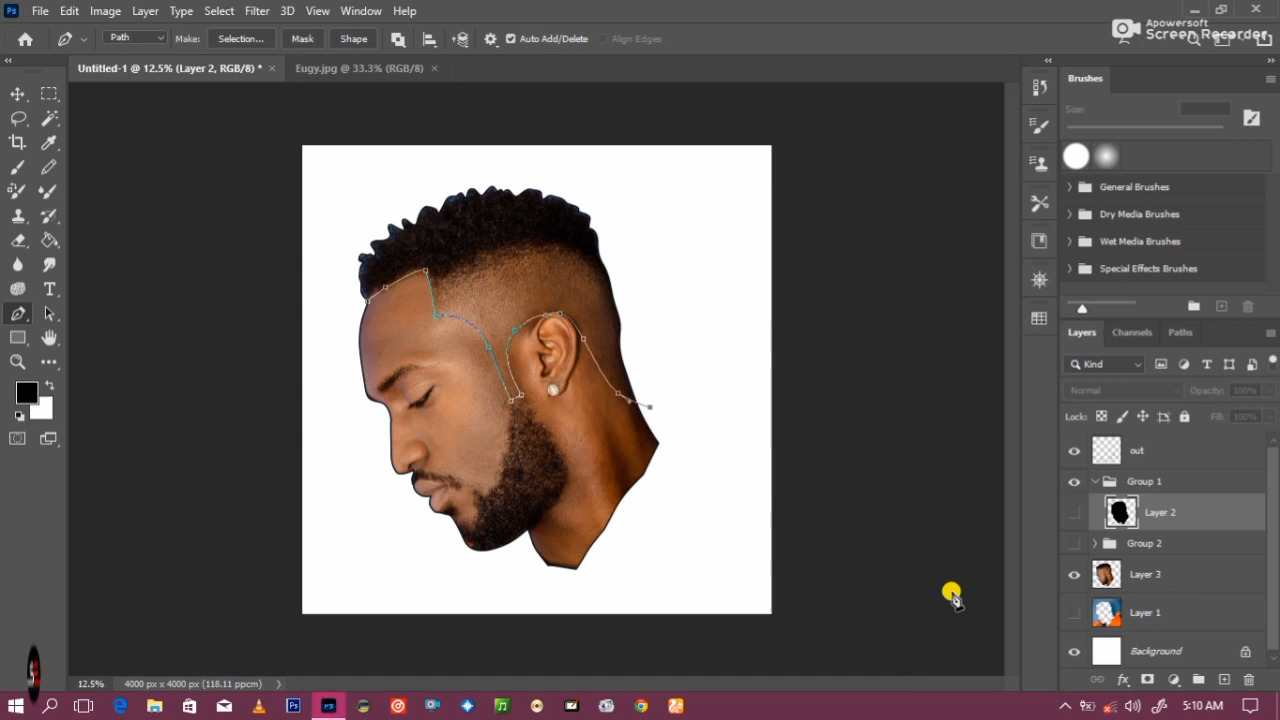 Ps File Edit Image Layer Type Select Filter 3D View Window Help
Apowersoft
Screen Recorder
Path Make: Selection... Mask Shape Auto Add/Delete Align Edges
Untitled-1 @ 12.5% (Layer 2, RGB/8) * × Eugy.jpg @ 33.3% (RGB/8) ×
Brushes
Size:
General Brushes
Dry Media Brushes
Wet Media Brushes
Special Effects Brushes
Layers Channels Paths
Kind
Normal Opacity: 100%
Lock: Fill: 100%
out
Group 1
Layer 2
Group 2
Layer 3
Layer 1
Background
12.5% 4000 px x 4000 px (118.11 ppcm)
5:10 AM